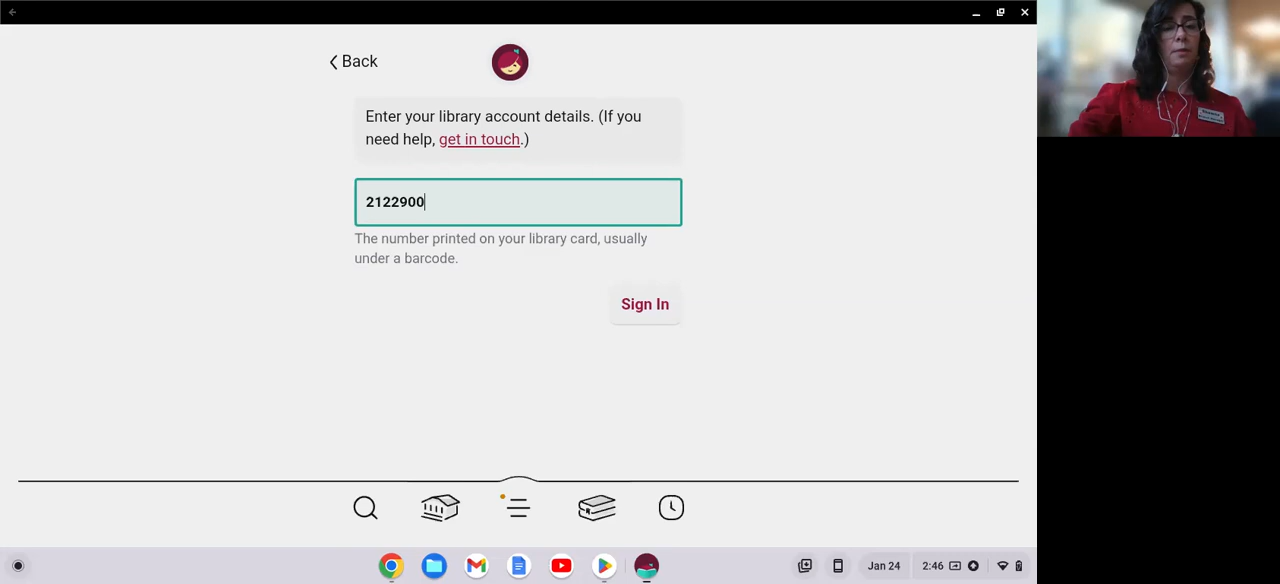 Back
Enter your library account details. (If you
need help, get in touch.)
2122900
The number printed on your library card, usually
under a barcode.
Sign In
Jan 24
2:46